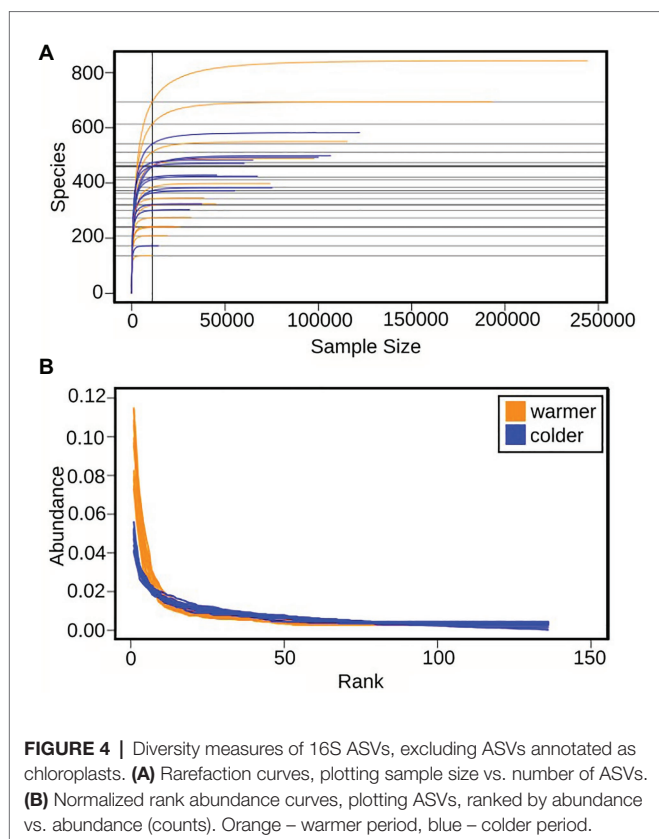 A
800
600
400
200
0
Species
0 50000 100000 150000 200000 250000
Sample Size
B
0.12
0.10
0.08
0.06
0.04
0.02
0.00
Abundance
warmer
colder
0 50 100 150
Rank
FIGURE 4 | Diversity measures of 16S ASVs, excluding ASVs annotated as
chloroplasts. (A) Rarefaction curves, plotting sample size vs. number of ASVs.
(B) Normalized rank abundance curves, plotting ASVs, ranked by abundance
vs. abundance (counts). Orange – warmer period, blue – colder period.